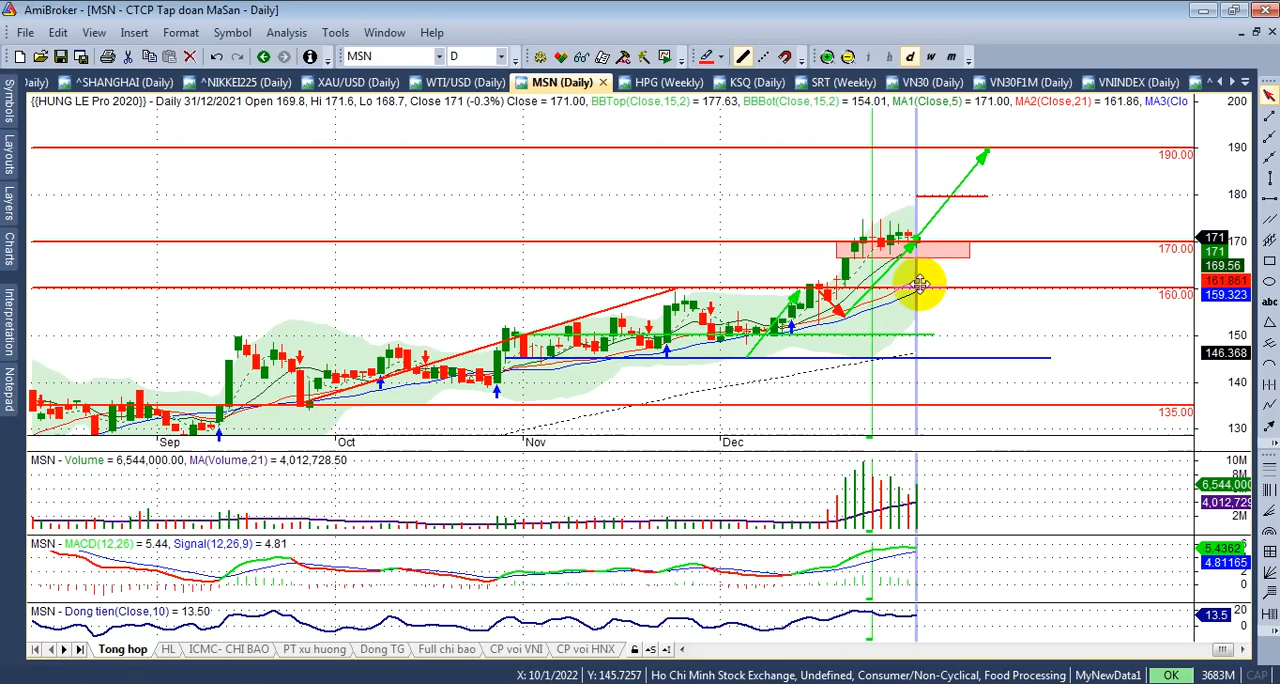 AmiBroker - [MSN - CTCP Tap doan MaSan - Daily]
File Edit View Insert Format Symbol Analysis Tools Window Help
MSN D i h d w m
Daily) ^SHANGHAI (Daily) ^NIKKEI225 (Daily) XAU/USD (Daily) WTI/USD (Daily) MSN (Daily) HPG (Weekly) KSQ (Daily) SRT (Weekly) VN30 (Daily) VN30F1M (Daily) VNINDEX (Daily)
Symbols
Layouts
Layers
Charts
Interpretation
Notepad
abc
{{HUNG LE Pro 2020}} - Daily 31/12/2021 Open 169.8, Hi 171.6, Lo 168.7, Close 171 (-0.3%) Close = 171.00, BBTop(Close,15,2) = 177.63, BBBot(Close,15,2) = 154.01, MA1(Close,5) = 171.00, MA2(Close,21) = 161.86, MA3(Clo
200
190
190.00
180
171
170
171
170.00
169.56
161.861
160.00
159.323
150
146.368
140
135.00
130
Sep Oct Nov Dec
MSN - Volume = 6,544,000.00, MA(Volume,21) = 4,012,728.50
10M
6,544,000
4,012,729
2M
MSN - MACD(12,26) = 5.44, Signal(12,26,9) = 4.81
5.4362
4.81165
2
0
MSN - Dong tien(Close,10) = 13.50
20
13.5
0
Tong hop HL ICMC- CHI BAO PT xu huong Dong TG Full chi bao CP voi VNI CP voi HNX
X: 10/1/2022 Y: 145.7257 Ho Chi Minh Stock Exchange, Undefined, Consumer/Non-Cyclical, Food Processing MyNewData1 OK 3683M CAP